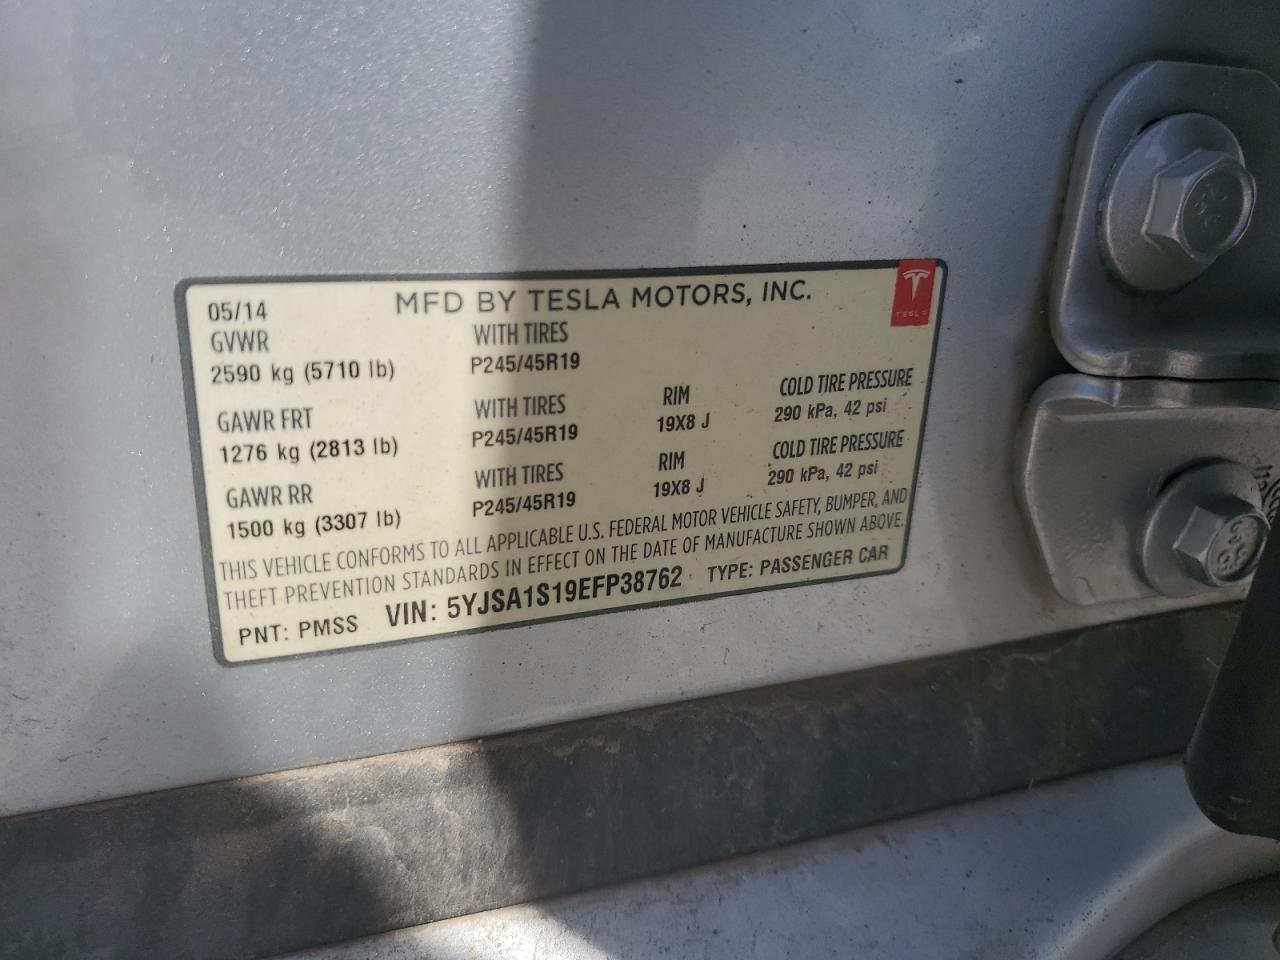 05/14 MFD BY TESLA MOTORS, INC.
TESLA
GVWR WITH TIRES
2590 kg (5710 lb) P245/45R19
GAWR FRT WITH TIRES RIM COLD TIRE PRESSURE
1276 kg (2813 lb) P245/45R19 19X8 J 290 kPa, 42 psi
GAWR RR WITH TIRES RIM COLD TIRE PRESSURE
1500 kg (3307 lb) P245/45R19 19X8 J 290 kPa, 42 psi
THIS VEHICLE CONFORMS TO ALL APPLICABLE U.S. FEDERAL MOTOR VEHICLE SAFETY, BUMPER, AND
THEFT PREVENTION STANDARDS IN EFFECT ON THE DATE OF MANUFACTURE SHOWN ABOVE.
PNT: PMSS VIN: 5YJSA1S19EFP38762 TYPE: PASSENGER CAR